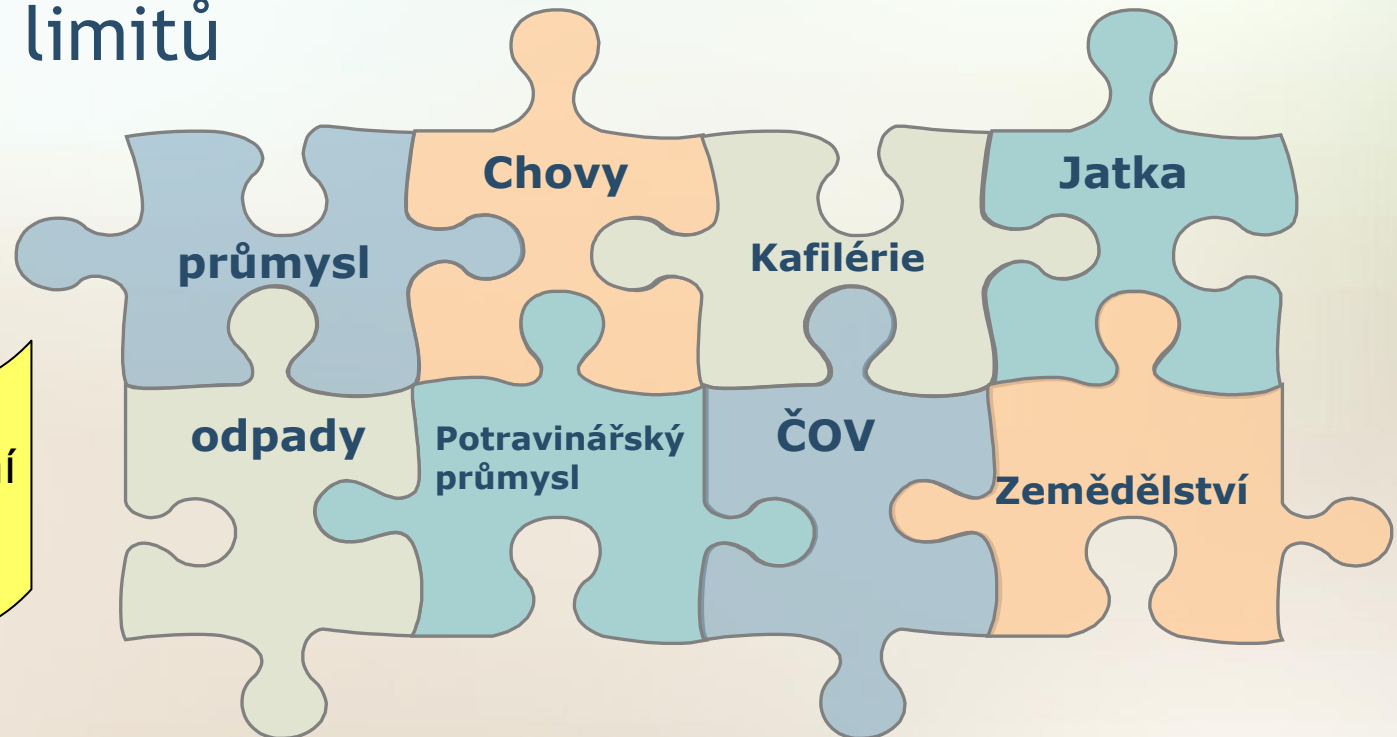 limitů
Chovy
Jatka
průmysl
Kafilérie
odpady
Potravinářský
průmysl
ČOV
Zemědělství